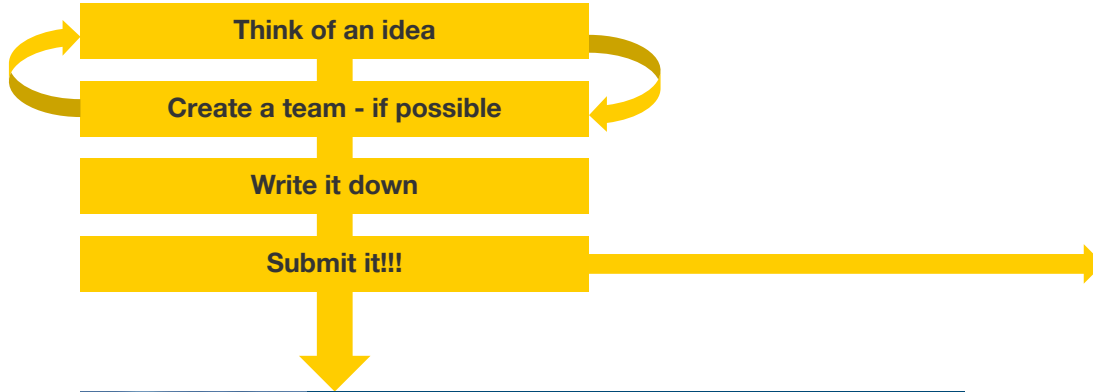 Think of an idea
Create a team - if possible
Write it down
Submit it!!!